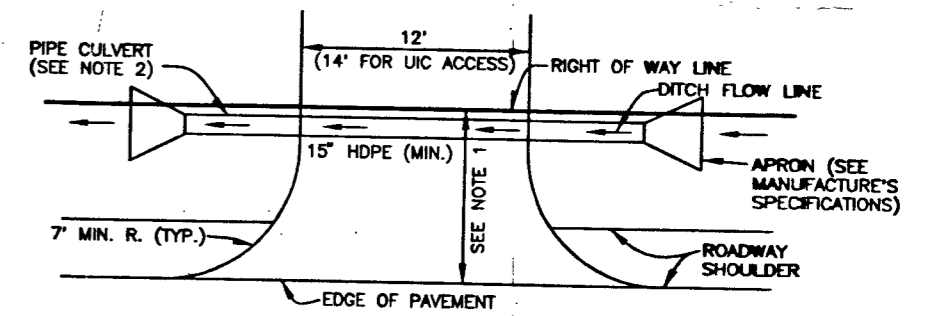 12'
(14' FOR UIC ACCESS)
PIPE CULVERT
(SEE NOTE 2)
RIGHT OF WAY LINE
DITCH FLOW LINE
15" HDPE (MIN.)
SEE NOTE 1
APRON (SEE
MANUFACTURE'S
SPECIFICATIONS)
7' MIN. R. (TYP.)
ROADWAY
SHOULDER
EDGE OF PAVEMENT